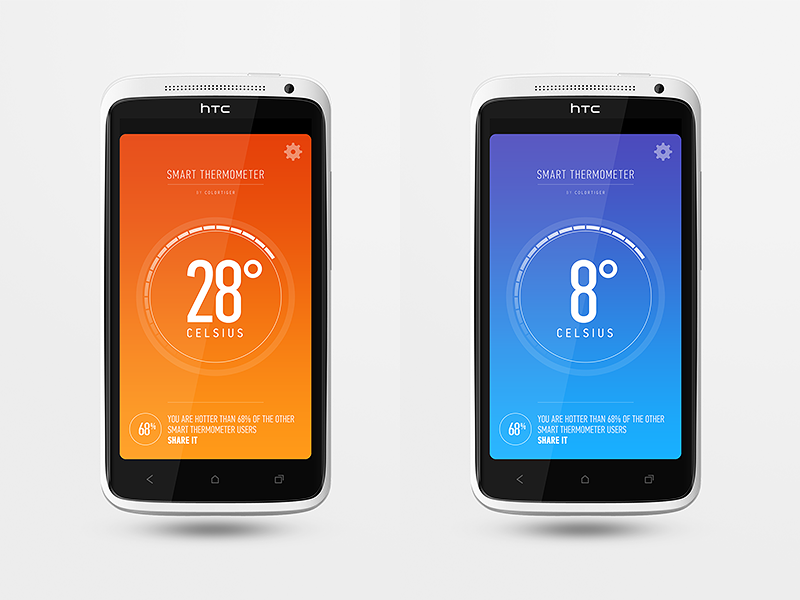 hTC
SMART THERMOMETER
BY COLORTIGER
28°
CELSIUS
68%
YOU ARE HOTTER THAN 68% OF THE OTHER
SMART THERMOMETER USERS
SHARE IT
hTC
SMART THERMOMETER
BY COLORTIGER
8°
CELSIUS
68%
YOU ARE HOTTER THAN 68% OF THE OTHER
SMART THERMOMETER USERS
SHARE IT